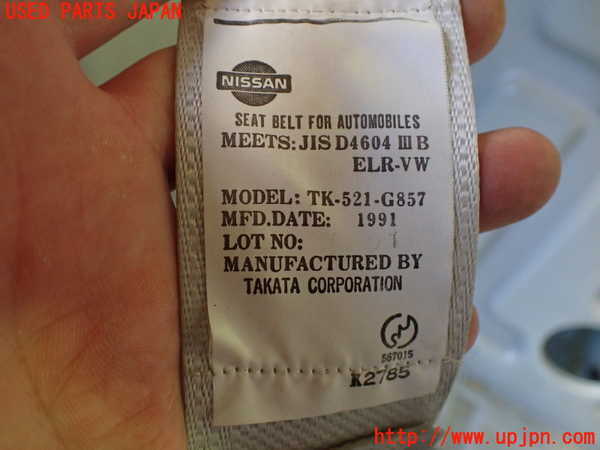 USED PARTS JAPAN
NISSAN
SEAT BELT FOR AUTOMOBILES
MEETS: JIS D4604 III B
ELR-VW
MODEL: TK-521-G857
MFD.DATE: 1991
LOT NO:
MANUFACTURED BY
TAKATA CORPORATION
567015
K2785
http://www.upjpn.com/